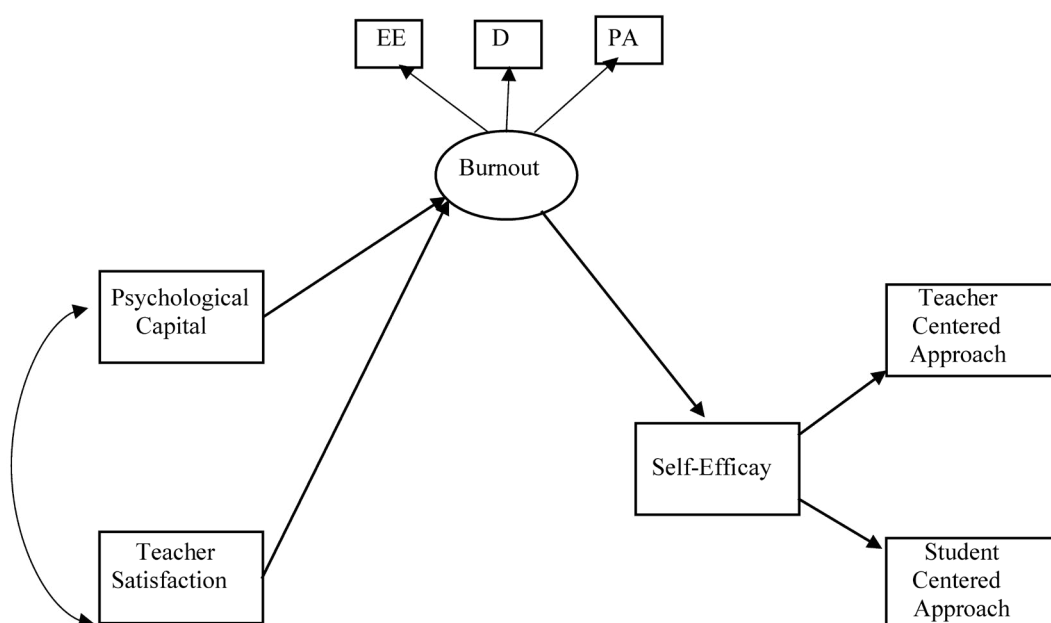 EE
D
PA
Burnout
Psychological
Capital
Teacher
Centered
Approach
Self-Efficay
Teacher
Satisfaction
Student
Centered
Approach